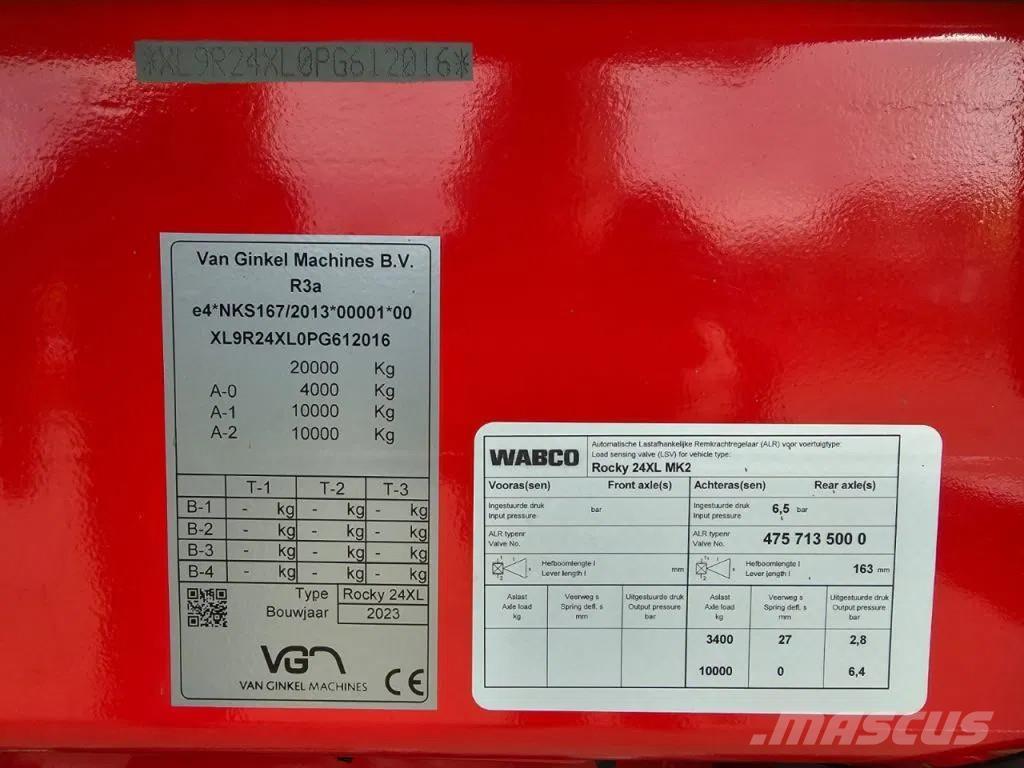 *XL9R24XL0PG612016*
Van Ginkel Machines B.V.
R3a
e4*NKS167/2013*00001*00
XL9R24XL0PG612016
20000 Kg
A-0 4000 Kg
A-1 10000 Kg
A-2 10000 Kg
T-1 T-2 T-3
B-1 - kg - kg - kg
B-2 - kg - kg - kg
B-3 - kg - kg - kg
B-4 - kg - kg - kg
Type Rocky 24XL
Bouwjaar 2023
VGM
VAN GINKEL MACHINES CE
WABCO
Automatische Lastafhankelijke Remkrachtregelaar (ALR) voor voertuigtype:
Load sensing valve (LSV) for vehicle type:
Rocky 24XL MK2
Vooras(sen) Front axle(s) Achteras(sen) Rear axle(s)
Ingestuurde druk Ingestuurde druk
Input pressure bar Input pressure 6,5 bar
ALR typenr ALR typenr
Valve No. Valve No. 475 713 500 0
Hefboomlengte l Hefboomlengte l
Lever length l mm Lever length l 163 mm
Aslast Veerweg s Uitgestuurde druk Aslast Veerweg s Uitgestuurde druk
Axle load Spring defl. s Output pressure Axle load Spring defl. s Output pressure
kg mm bar kg mm bar
3400 27 2,8
10000 0 6,4
MASCUS